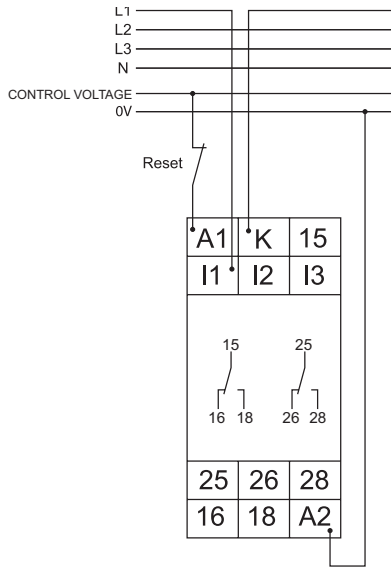 L1
L2
L3
N
CONTROL VOLTAGE
0V
Reset
A1 K 15
I1 I2 I3
15 25
16 18 26 28
25 26 28
16 18 A2